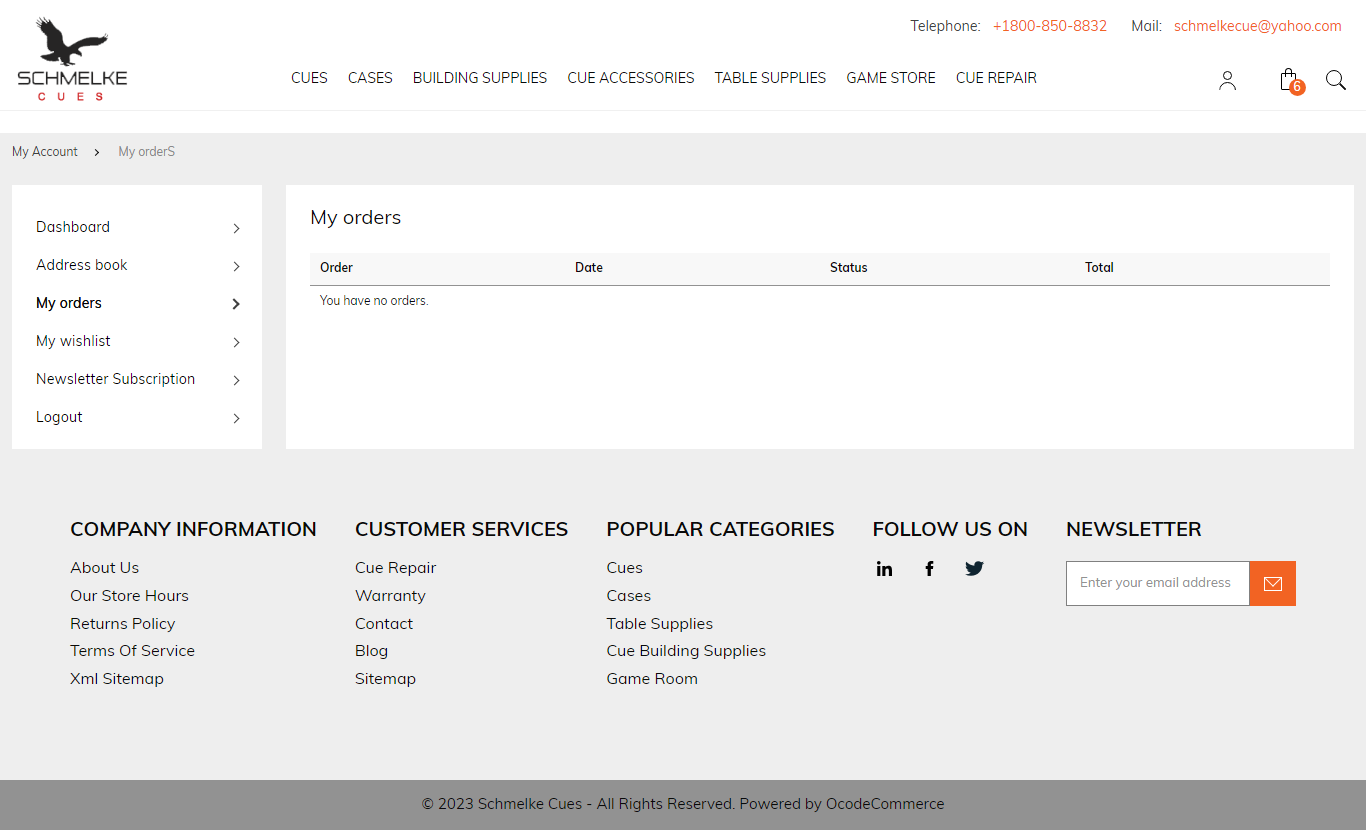 Telephone: +1800-850-8832 Mail: schmelkecue@yahoo.com
SCHMELKE
CUES
CUES CASES BUILDING SUPPLIES CUE ACCESSORIES TABLE SUPPLIES GAME STORE CUE REPAIR
6
My Account My orderS
Dashboard
Address book
My orders
My wishlist
Newsletter Subscription
Logout
My orders
Order Date Status Total
You have no orders.
COMPANY INFORMATION
About Us
Our Store Hours
Returns Policy
Terms Of Service
Xml Sitemap
CUSTOMER SERVICES
Cue Repair
Warranty
Contact
Blog
Sitemap
POPULAR CATEGORIES
Cues
Cases
Table Supplies
Cue Building Supplies
Game Room
FOLLOW US ON
NEWSLETTER
Enter your email address
© 2023 Schmelke Cues - All Rights Reserved. Powered by OcodeCommerce